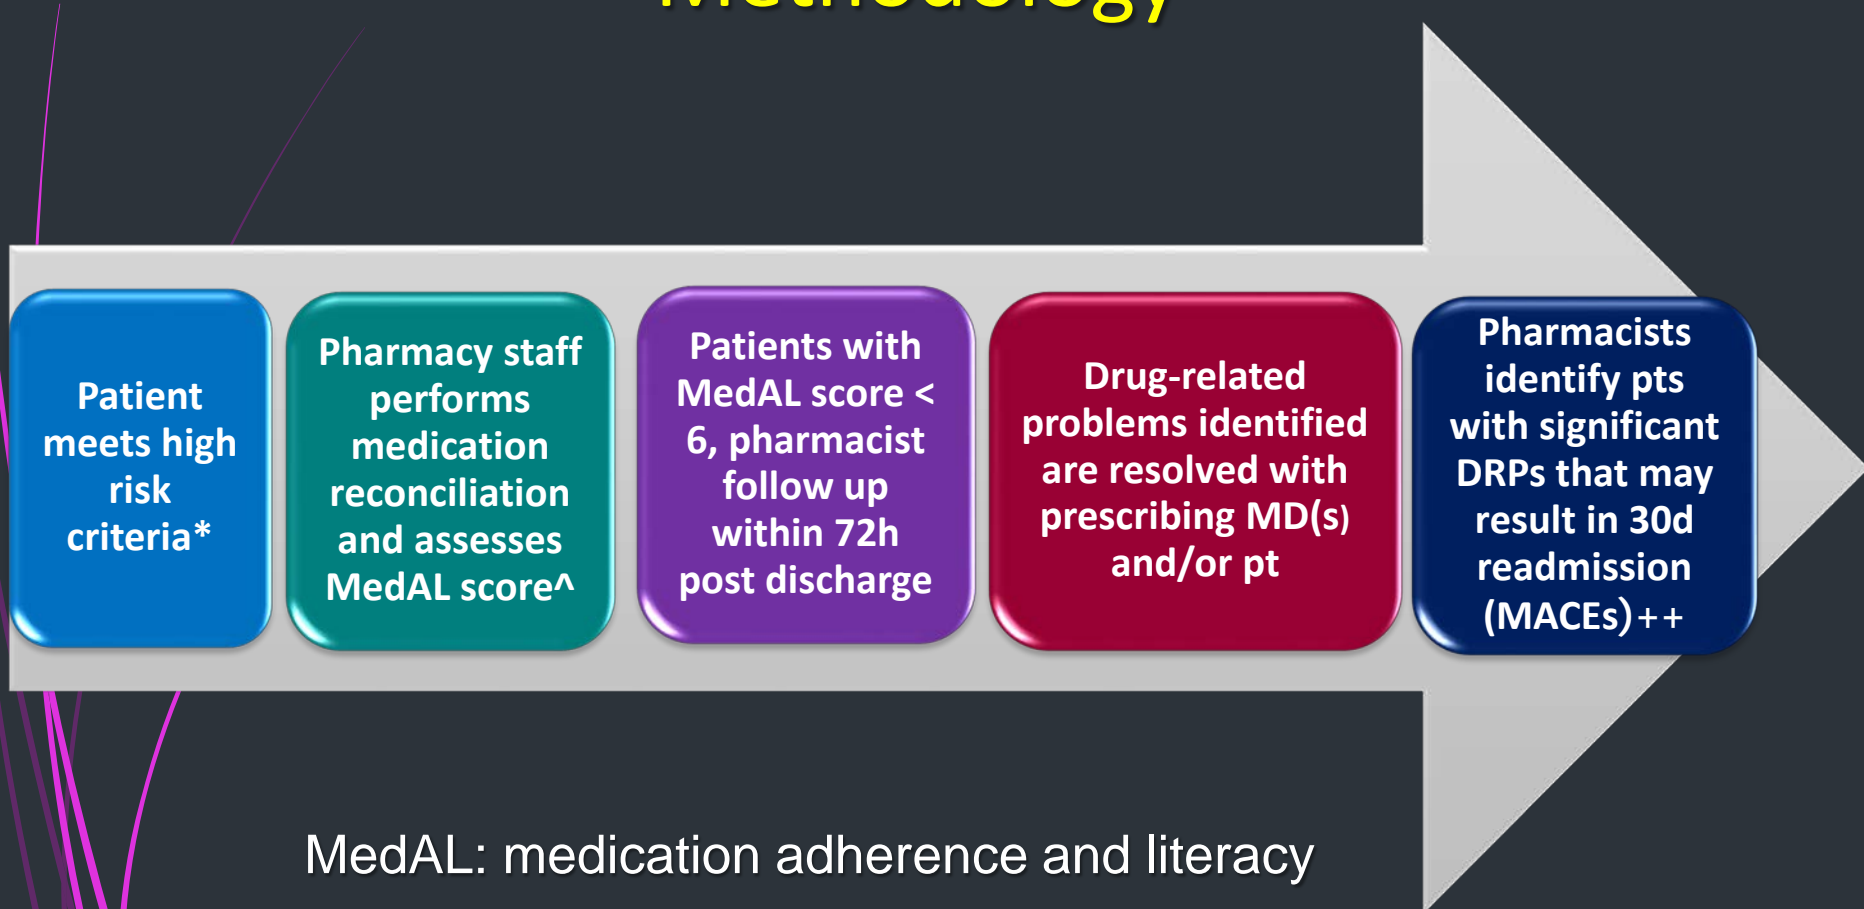 Methodology
Patient
meets high
risk
criteria*
Pharmacy staff
performs
medication
reconciliation
and assesses
MedAL score^
Patients with
MedAL score <
6, pharmacist
follow up
within 72h
post discharge
Drug-related
problems identified
are resolved with
prescribing MD(s)
and/or pt
Pharmacists
identify pts
with significant
DRPs that may
result in 30d
readmission
(MACEs)++
MedAL: medication adherence and literacy